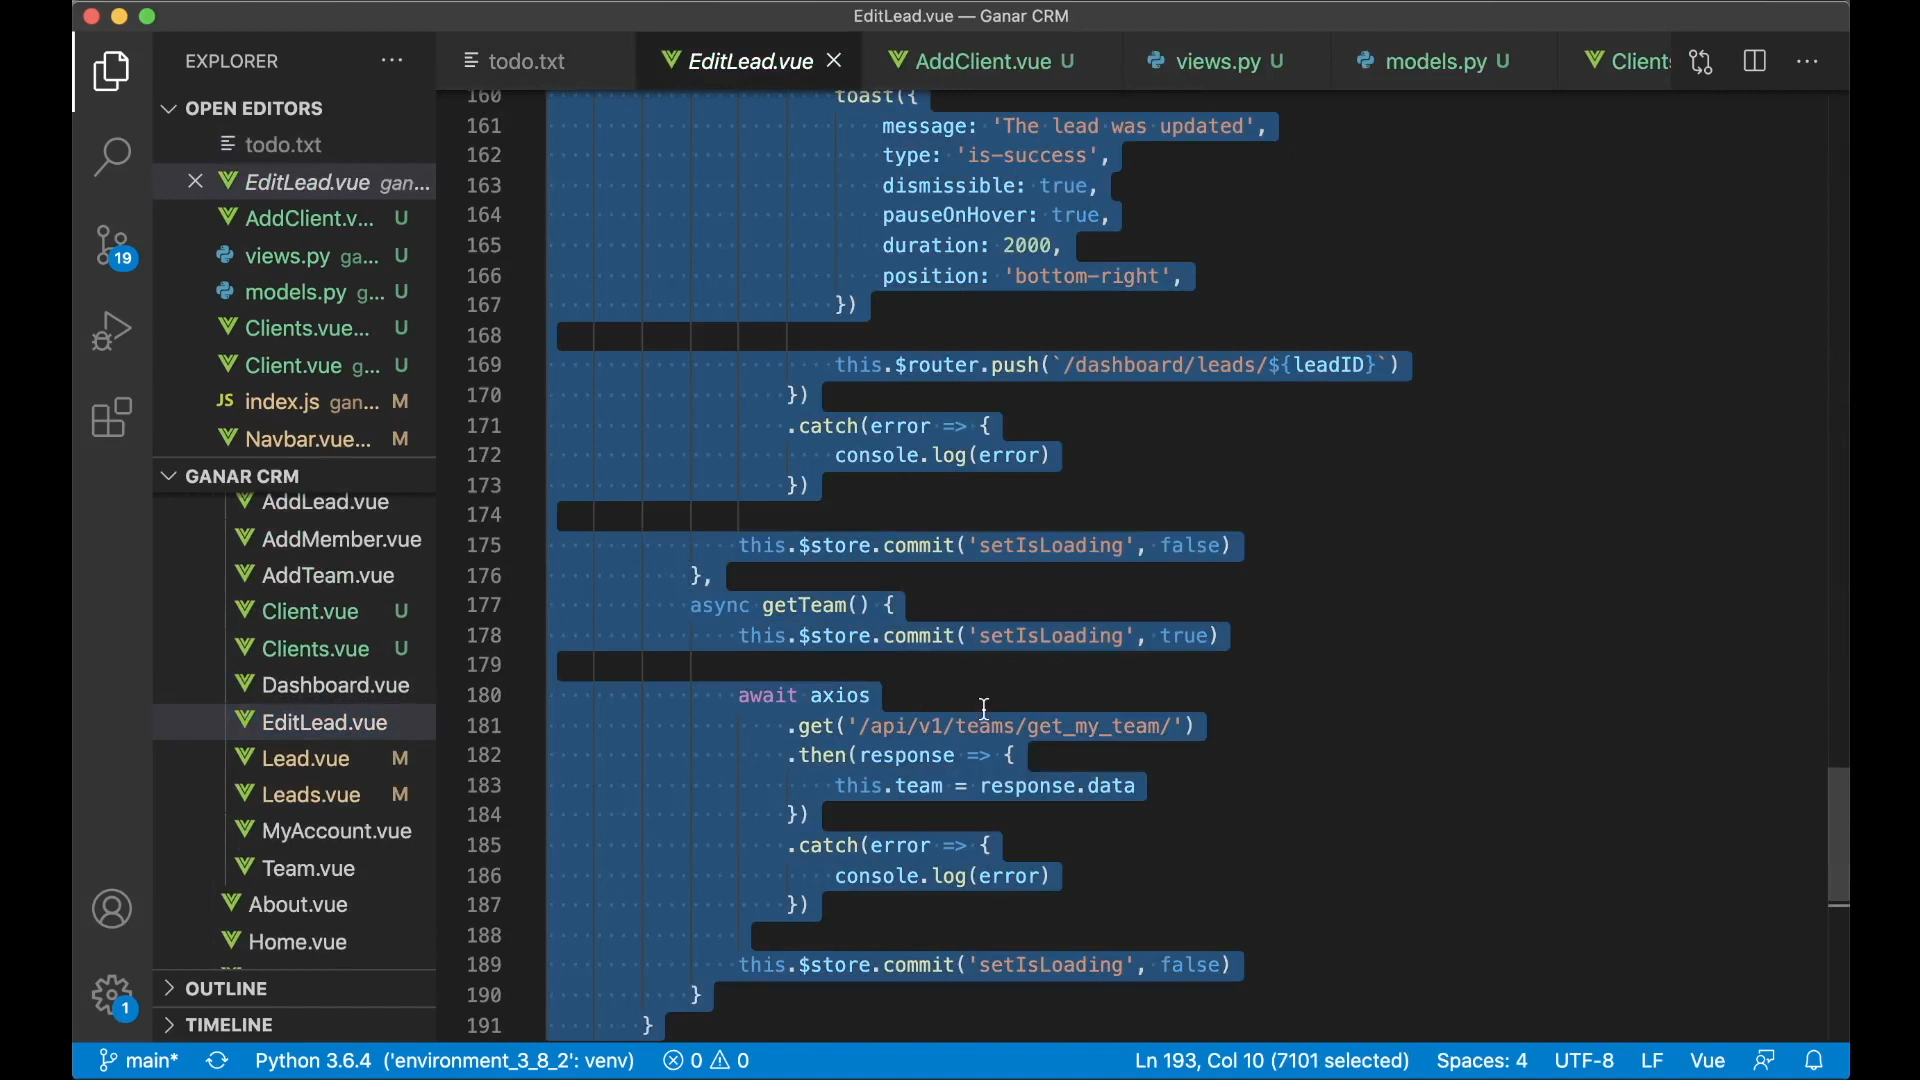 EditLead.vue — Ganar CRM
EXPLORER
todo.txt
EditLead.vue
AddClient.vue U
views.py U
models.py U
Clients
OPEN EDITORS
todo.txt
EditLead.vue gan...
AddClient.v... U
views.py ga... U
models.py g... U
Clients.vue... U
Client.vue g... U
JS index.js gan... M
Navbar.vue... M
GANAR CRM
AddLead.vue
AddMember.vue
AddTeam.vue
Client.vue U
Clients.vue U
Dashboard.vue
EditLead.vue
Lead.vue M
Leads.vue M
MyAccount.vue
Team.vue
About.vue
Home.vue
OUTLINE
TIMELINE
19
1
160 toast({
161 message: 'The lead was updated',
162 type: 'is-success',
163 dismissible: true,
164 pauseOnHover: true,
165 duration: 2000,
166 position: 'bottom-right',
167 })
168
169 this.$router.push(`/dashboard/leads/${leadID}`)
170 })
171 .catch(error => {
172 console.log(error)
173 })
174
175 this.$store.commit('setIsLoading', false)
176 },
177 async getTeam() {
178 this.$store.commit('setIsLoading', true)
179
180 await axios
181 .get('/api/v1/teams/get_my_team/')
182 .then(response => {
183 this.team = response.data
184 })
185 .catch(error => {
186 console.log(error)
187 })
188
189 this.$store.commit('setIsLoading', false)
190 }
191 }
main* Python 3.6.4 ('environment_3_8_2': venv) 0 0 Ln 193, Col 10 (7101 selected) Spaces: 4 UTF-8 LF Vue